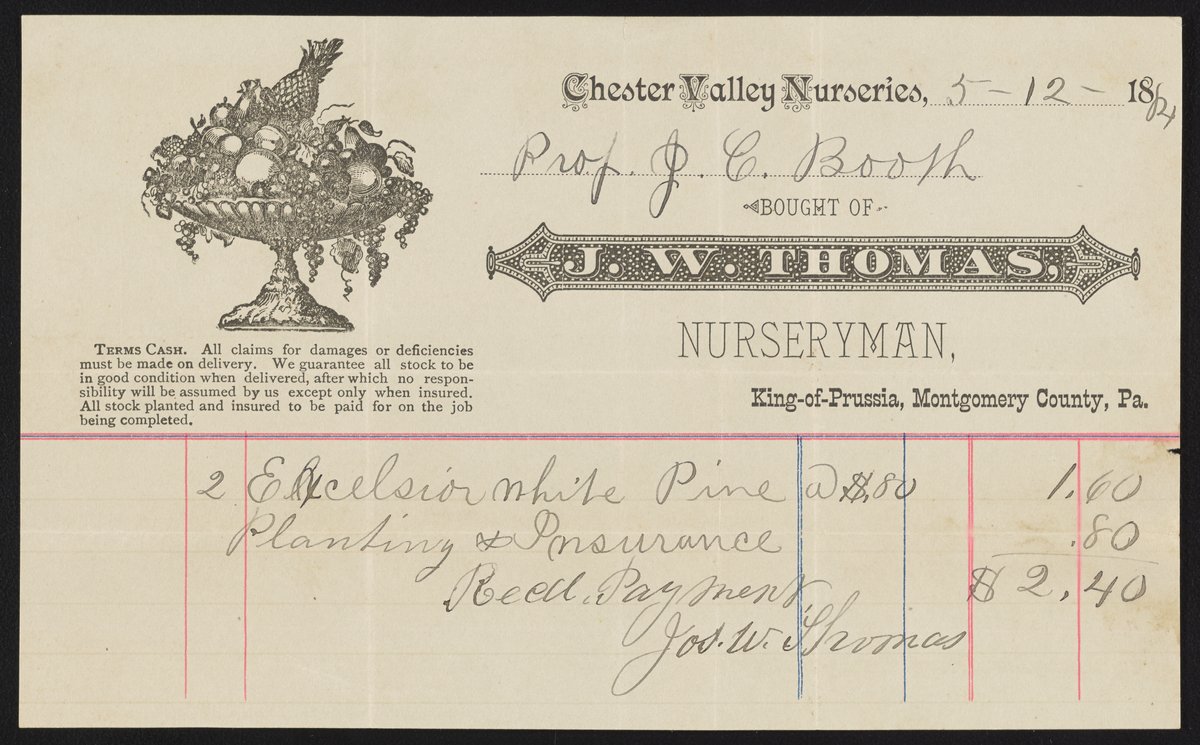 Chester Valley Nurseries, 5-12-1884
Prof. J. C. Booth
BOUGHT OF
J. W. THOMAS,
NURSERYMAN,
King-of-Prussia, Montgomery County, Pa.
TERMS CASH. All claims for damages or deficiencies
must be made on delivery. We guarantee all stock to be
in good condition when delivered, after which no respon-
sibility will be assumed by us except only when insured.
All stock planted and insured to be paid for on the job
being completed.
2 Excelsior white Pine @ $.80 1.60
Planting & Insurance .80
Recd. Payment $2.40
Jos. W. Thomas